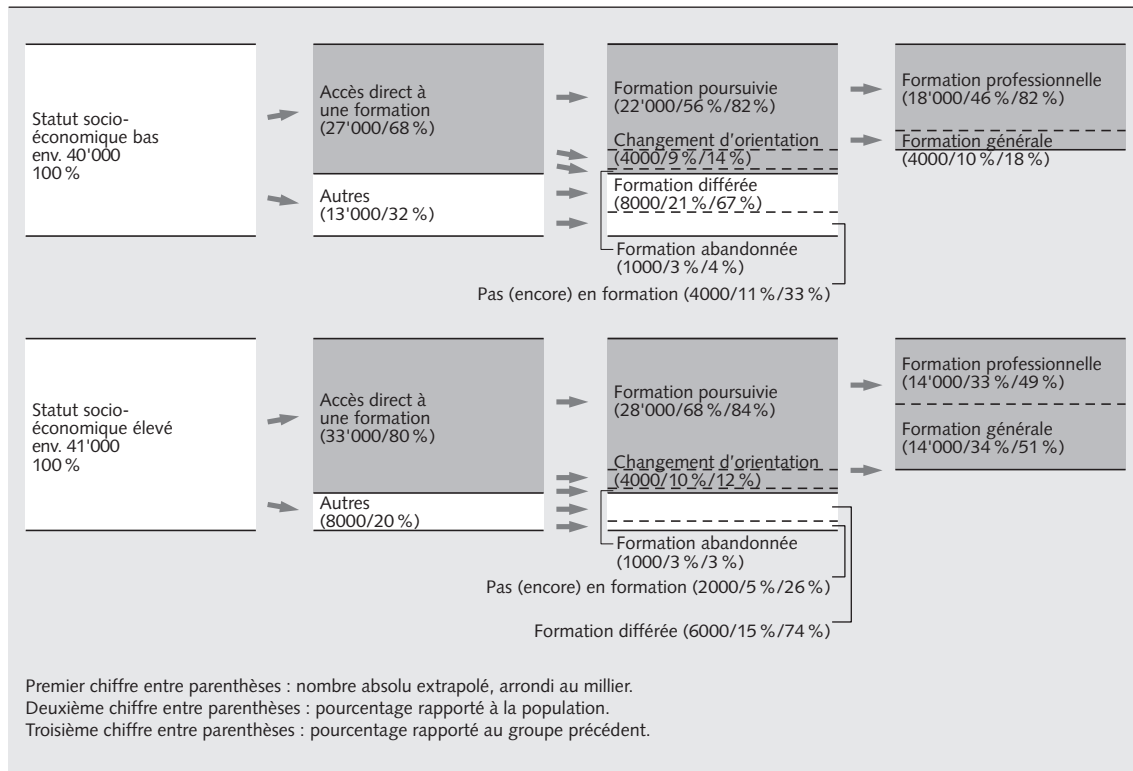 Statut socio-
économique bas
env. 40'000
100 %
Accès direct à
une formation
(27'000/68 %)
Autres
(13'000/32 %)
Formation poursuivie
(22'000/56 %/82 %)
Changement d'orientation
(4000/9 %/14 %)
Formation différée
(8000/21 %/67 %)
Formation abandonnée
(1000/3 %/4 %)
Pas (encore) en formation (4000/11 %/33 %)
Formation professionnelle
(18'000/46 %/82 %)
Formation générale
(4000/10 %/18 %)
Statut socio-
économique élevé
env. 41'000
100 %
Accès direct à
une formation
(33'000/80 %)
Autres
(8000/20 %)
Formation poursuivie
(28'000/68 %/84 %)
Changement d'orientation
(4000/10 %/12 %)
Formation abandonnée
(1000/3 %/3 %)
Pas (encore) en formation (2000/5 %/26 %)
Formation différée (6000/15 %/74 %)
Formation professionnelle
(14'000/33 %/49 %)
Formation générale
(14'000/34 %/51 %)
Premier chiffre entre parenthèses : nombre absolu extrapolé, arrondi au millier.
Deuxième chiffre entre parenthèses : pourcentage rapporté à la population.
Troisième chiffre entre parenthèses : pourcentage rapporté au groupe précédent.